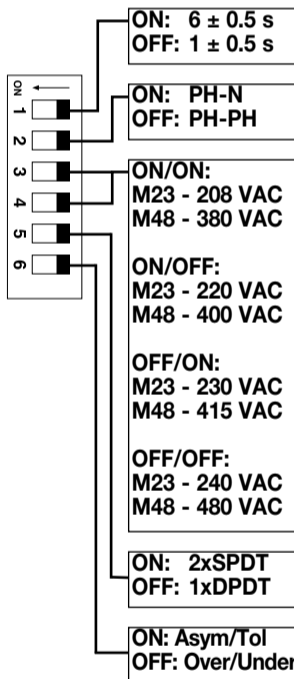 ON: 6 ± 0.5 s
OFF: 1 ± 0.5 s
ON
1
2
3
4
5
6
ON: PH-N
OFF: PH-PH
ON/ON:
M23 - 208 VAC
M48 - 380 VAC
ON/OFF:
M23 - 220 VAC
M48 - 400 VAC
OFF/ON:
M23 - 230 VAC
M48 - 415 VAC
OFF/OFF:
M23 - 240 VAC
M48 - 480 VAC
ON: 2xSPDT
OFF: 1xDPDT
ON: Asym/Tol
OFF: Over/Under